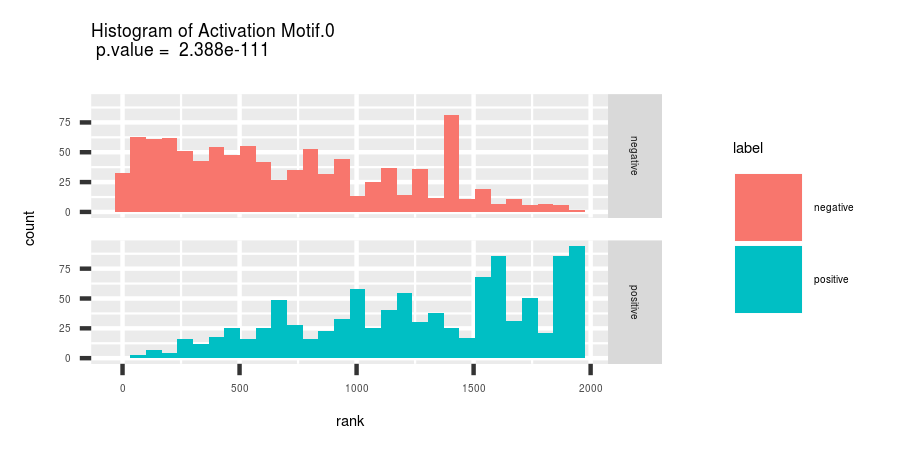 Histogram of Activation Motif.0
p.value = 2.388e-111
count
75
50
25
0
negative
75
50
25
0
positive
0 500 1000 1500 2000
rank
label
negative
positive